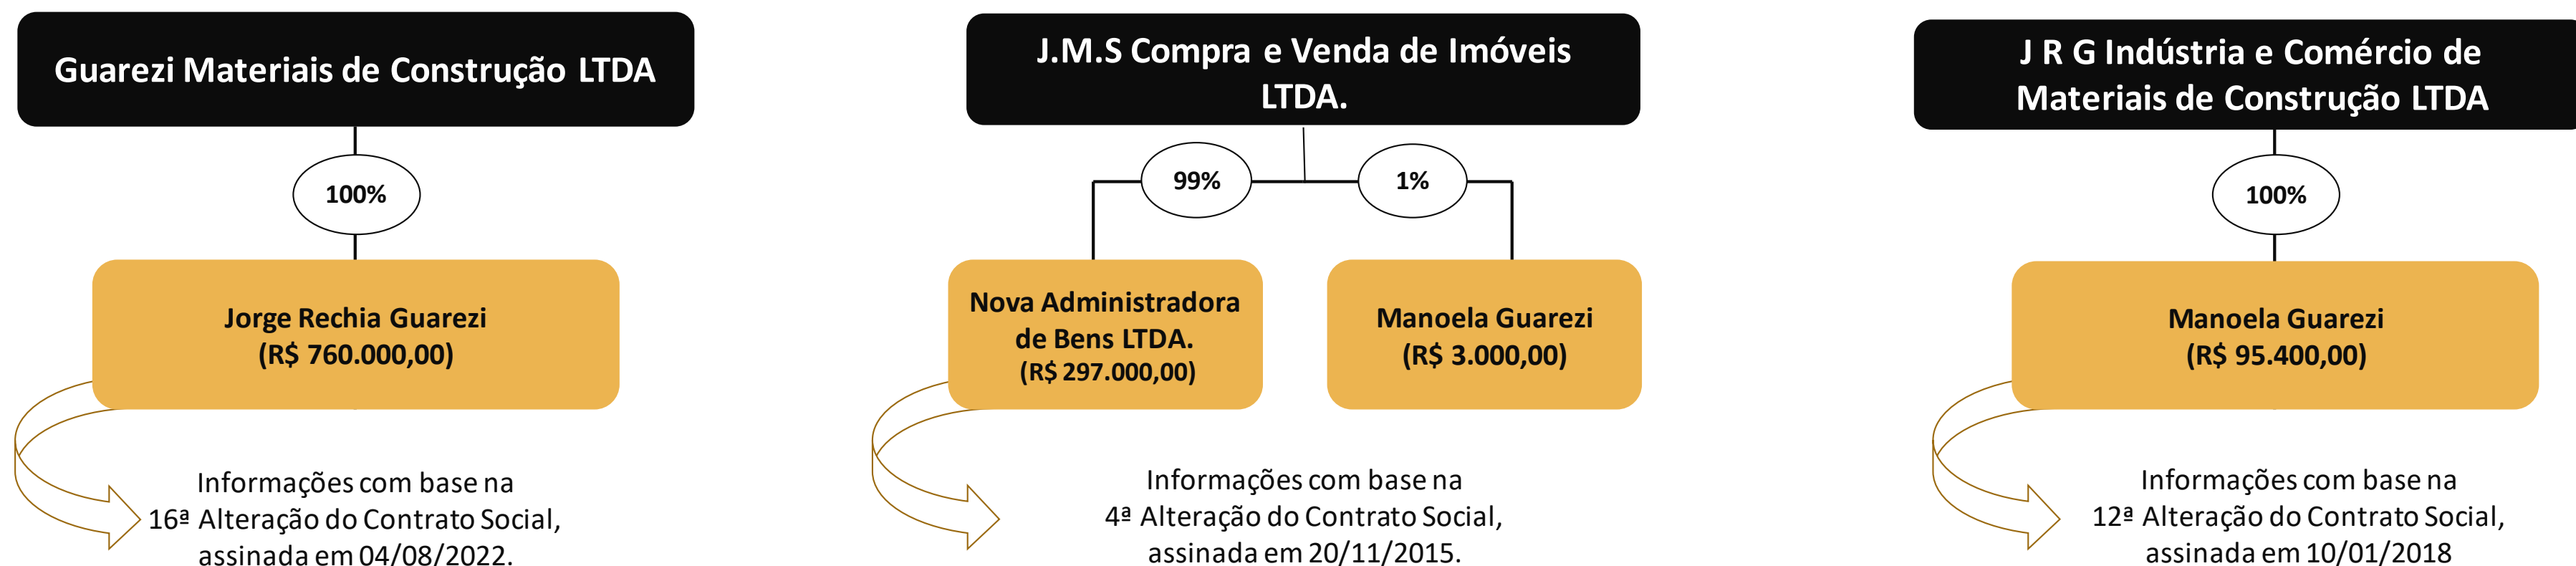 Guarezi Materiais de Construção LTDA
100%
Jorge Rechia Guarezi
(R$ 760.000,00)
Informações com base na
16ª Alteração do Contrato Social,
assinada em 04/08/2022.
J.M.S Compra e Venda de Imóveis
LTDA.
99%
1%
Nova Administradora
de Bens LTDA.
(R$ 297.000,00)
Manoela Guarezi
(R$ 3.000,00)
Informações com base na
4ª Alteração do Contrato Social,
assinada em 20/11/2015.
J R G Indústria e Comércio de
Materiais de Construção LTDA
100%
Manoela Guarezi
(R$ 95.400,00)
Informações com base na
12ª Alteração do Contrato Social,
assinada em 10/01/2018